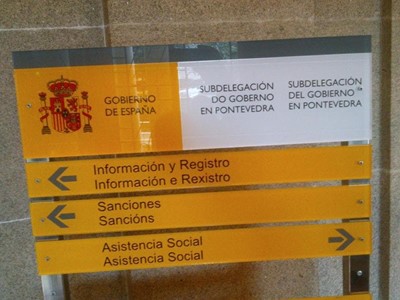 GOBIERNO
DE ESPAÑA
SUBDELEGACIÓN
DO GOBERNO
EN PONTEVEDRA
SUBDELEGACIÓN
DEL GOBIERNO
EN PONTEVEDRA
Información y Registro
Información e Rexistro
Sanciones
Sancións
Asistencia Social
Asistencia Social